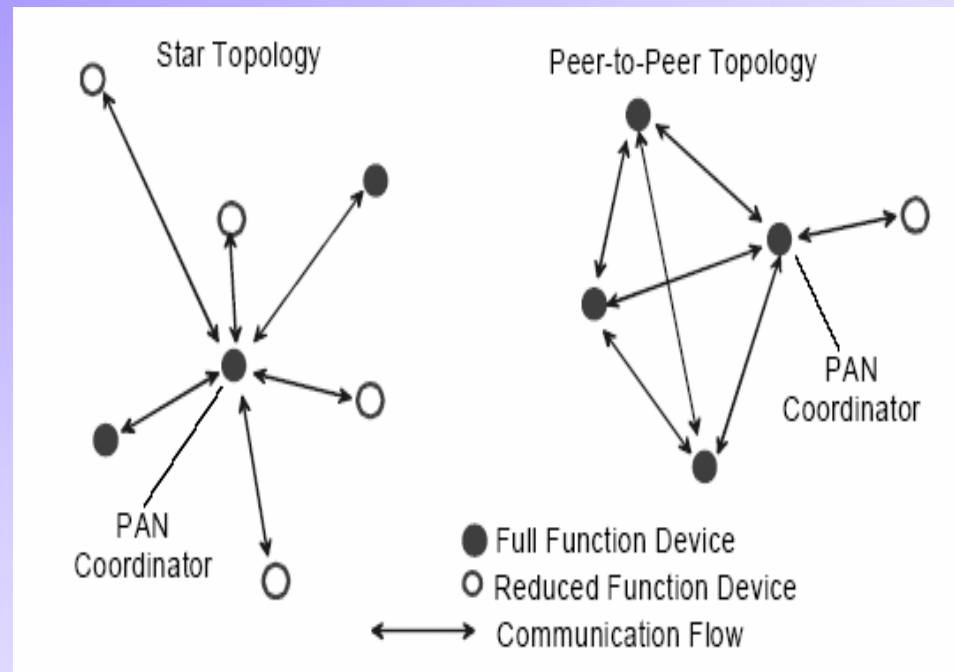 Star Topology
Peer-to-Peer Topology
PAN
Coordinator
PAN
Coordinator
Full Function Device
Reduced Function Device
Communication Flow